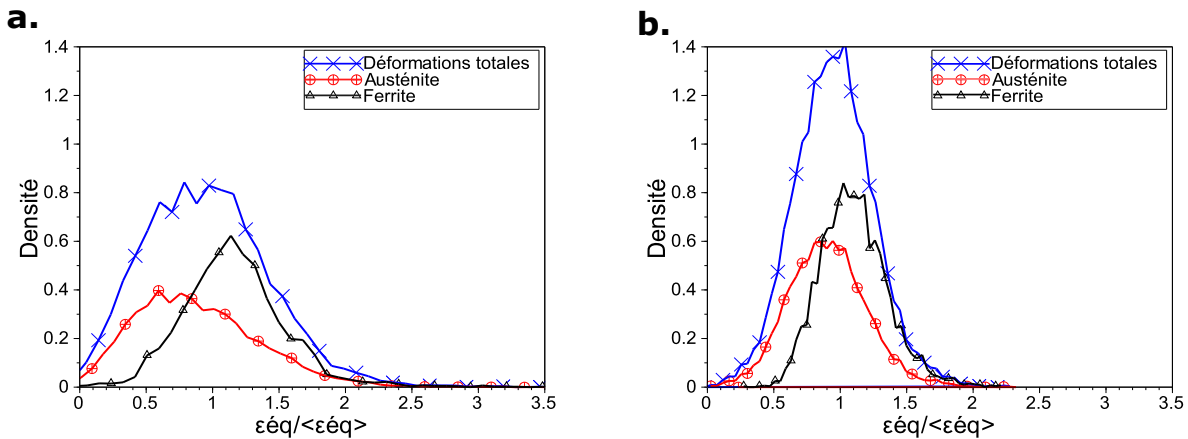 a.
1.4
1.2
1
0.8
0.6
0.4
0.2
0
Densité
Déformations totales
Austénite
Ferrite
0 0.5 1 1.5 2 2.5 3 3.5
εéq/<εéq>
b.
1.4
1.2
1
0.8
0.6
0.4
0.2
0
Densité
Déformations totales
Austénite
Ferrite
0 0.5 1 1.5 2 2.5 3 3.5
εéq/<εéq>